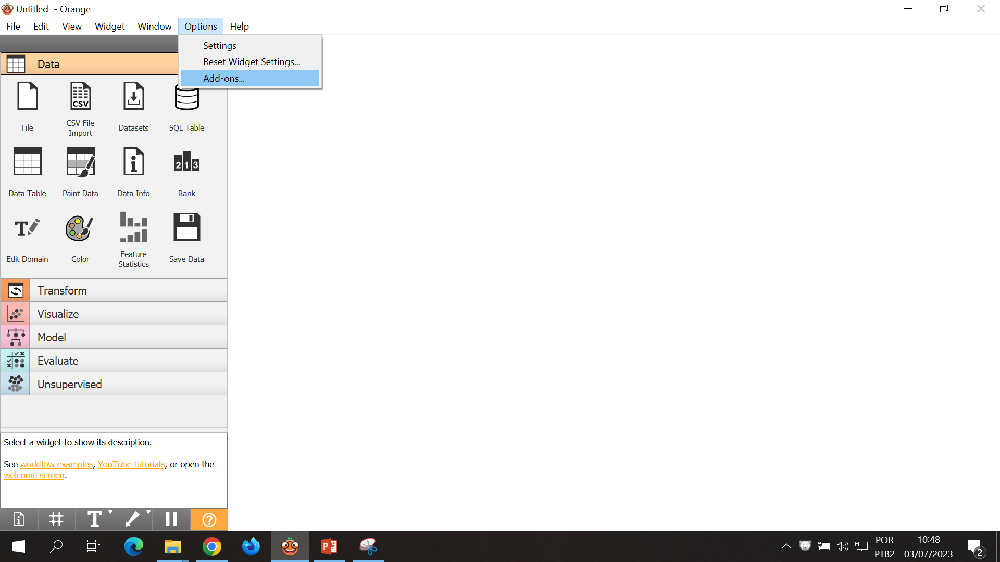 Untitled - Orange
File Edit View Widget Window Options Help
Settings
Reset Widget Settings...
Add-ons...
Data
CSV
File
CSV File
Import
Datasets
SQL Table
2 1 3
Data Table
Paint Data
Data Info
Rank
T
Edit Domain
Color
Feature
Statistics
Save Data
Transform
Visualize
Model
Evaluate
Unsupervised
Select a widget to show its description.
See workflow examples, YouTube tutorials, or open the
welcome screen.
T
?
P
POR
PTB2
10:48
03/07/2023
2